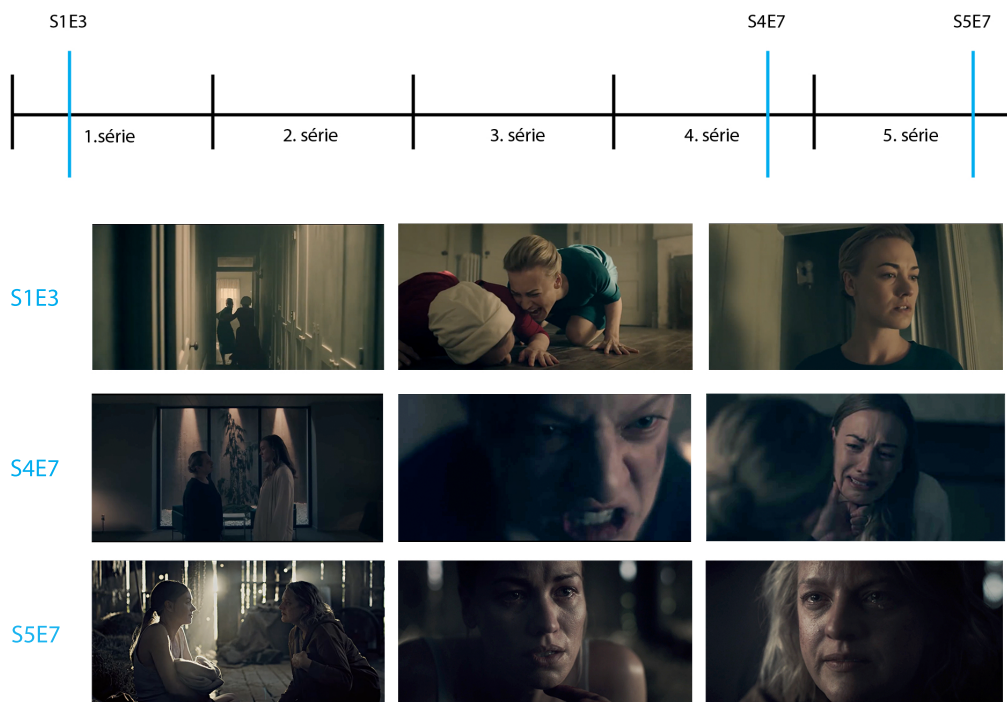 S1E3
S4E7
S5E7
1.série
2. série
3. série
4. série
5. série
S1E3
S4E7
S5E7